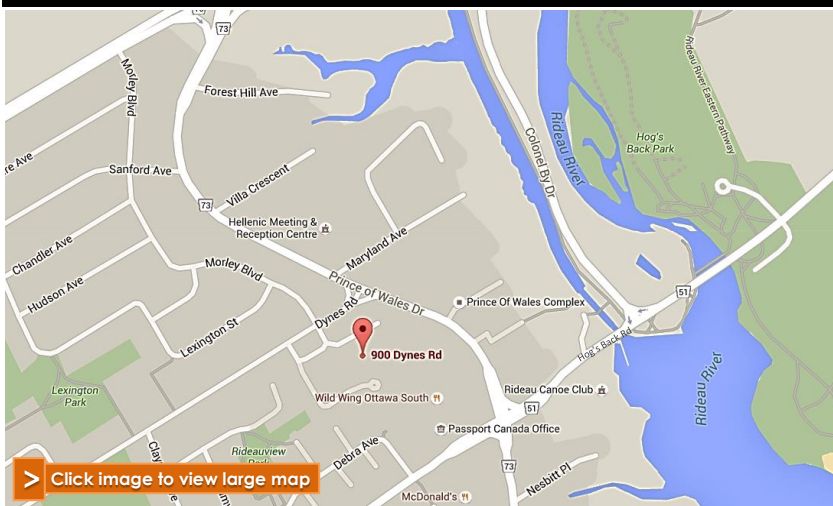 73
Morley Blvd
Forest Hill Ave
Rideau River Eastern Pathway
Rideau River
Colonel By Dr
Hog's
Back Park
Sanford Ave
Villa Crescent
73
Hellenic Meeting &
Reception Centre
Maryland Ave
Chandler Ave
Hudson Ave
Morley Blvd
Prince of Wales Dr
51
Prince Of Wales Complex
Dynes Rd
Lexington St
900 Dynes Rd
Hog's Back Rd
Rideau River
Lexington
Park
Wild Wing Ottawa South
Rideau Canoe Club
51
Passport Canada Office
Rideauview
Debra Ave
73
Nesbitt Pl
McDonald's
> Click image to view large map